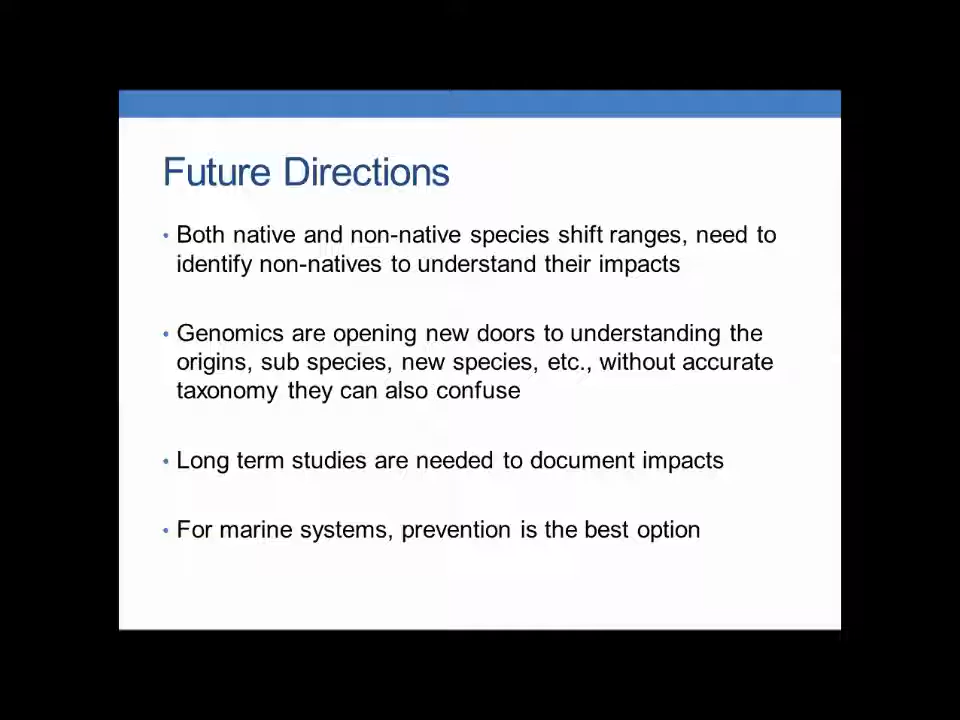 Future Directions
• Both native and non-native species shift ranges, need to
identify non-natives to understand their impacts
• Genomics are opening new doors to understanding the
origins, sub species, new species, etc., without accurate
taxonomy they can also confuse
• Long term studies are needed to document impacts
• For marine systems, prevention is the best option